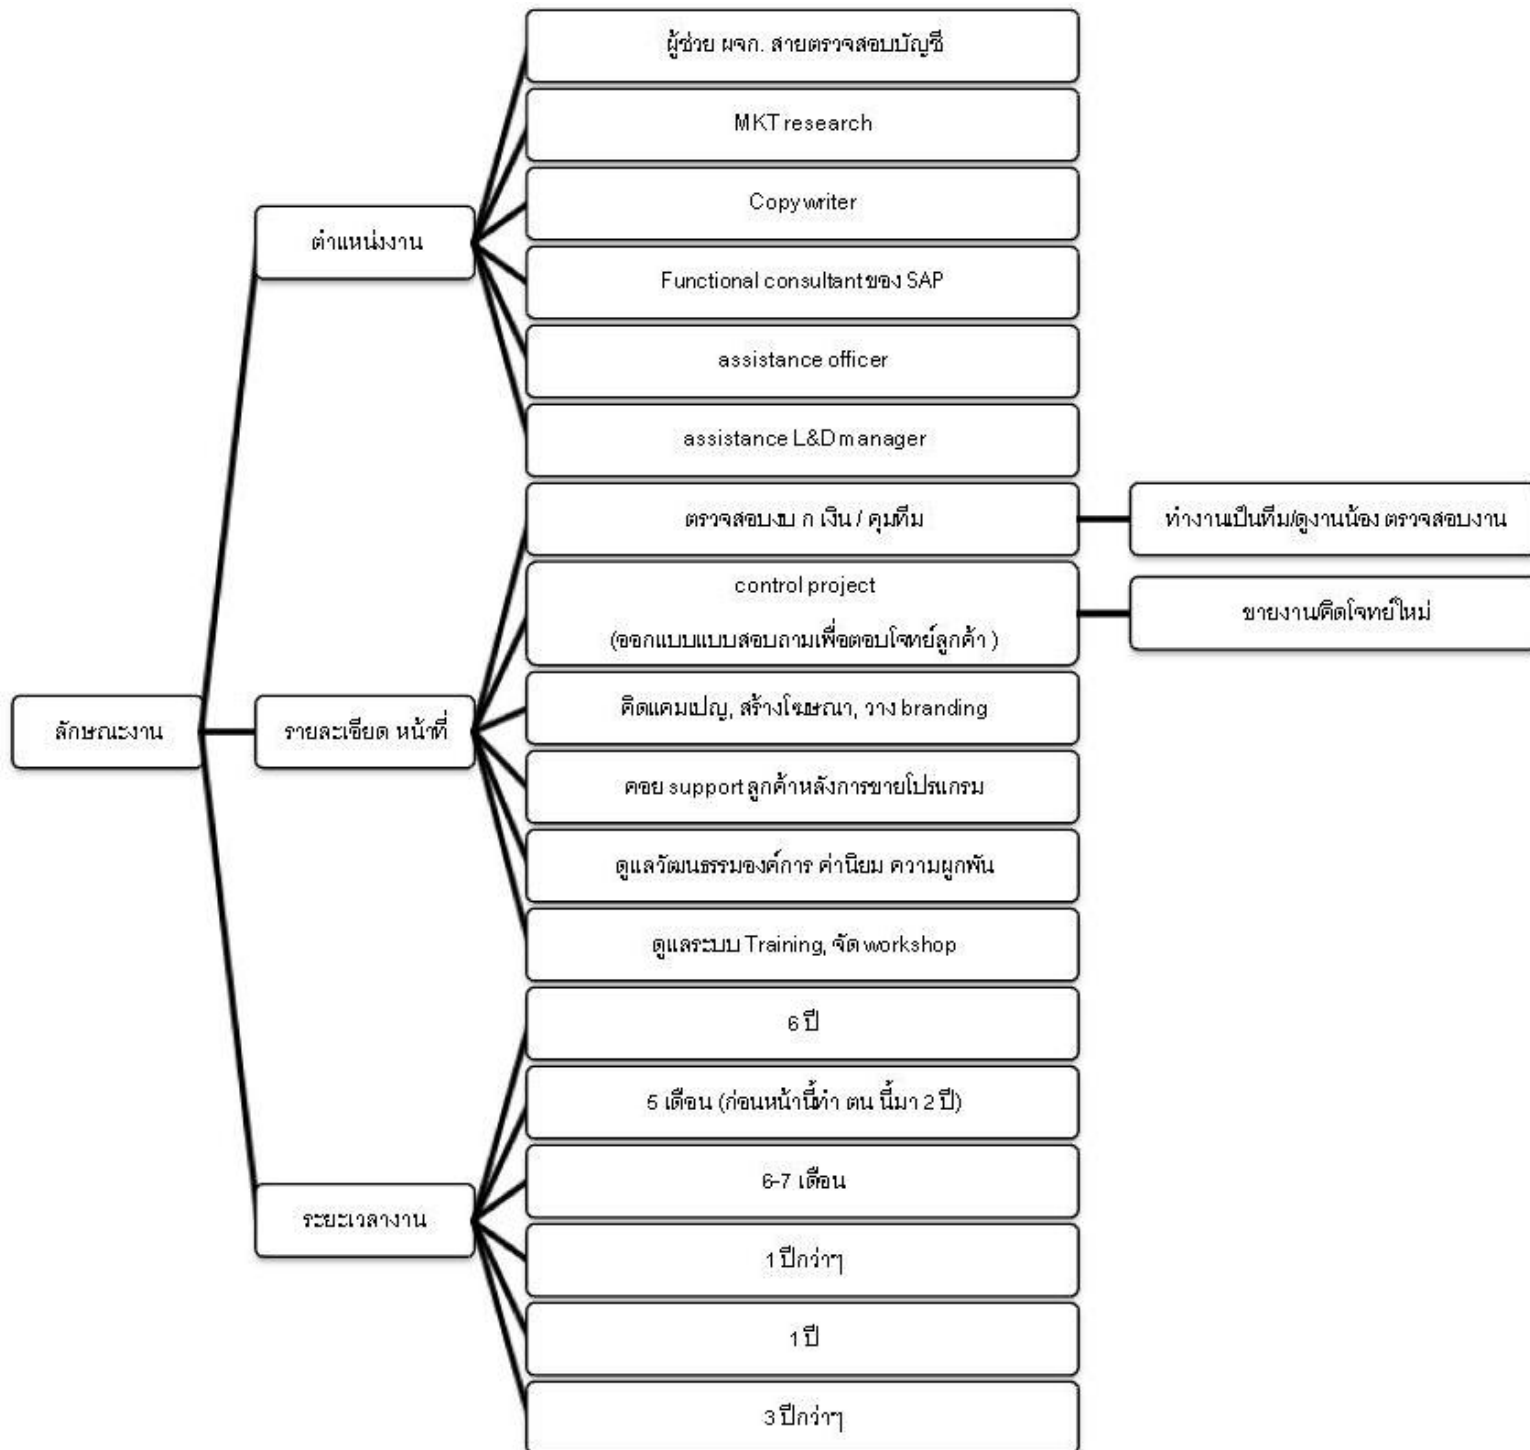 ผู้ช่วย ผจก. สายตรวจสอบบัญชี
MKT research
Copywriter
ตำแหน่งงาน
Functional consultant ของ SAP
assistance officer
assistance L&D manager
ตรวจสอบงบ ก เงิน / คุมทีม
ทำงานเป็นทีม/ดูงานน้อง ตรวจสอบงาน
control project
(ออกแบบแบบสอบถามเพื่อตอบโจทย์ลูกค้า )
ขายงาน/คิดโจทย์ใหม่
คิดแคมเปญ, สร้างโฆษณา, วาง branding
ลักษณะงาน
รายละเอียด หน้าที่
คอย support ลูกค้าหลังการขายโปรแกรม
ดูแลวัฒนธรรมองค์การ ค่านิยม ความผูกพัน
ดูแลระบบ Training, จัด workshop
6 ปี
5 เดือน (ก่อนหน้านี้ทำ ตน นี้มา 2 ปี)
6-7 เดือน
ระยะเวลางาน
1 ปีกว่าๆ
1 ปี
3 ปีกว่าๆ